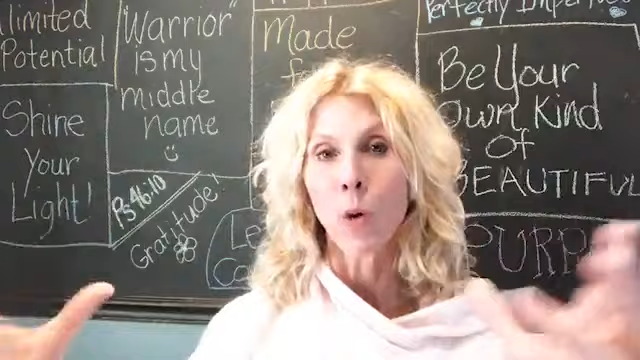 limited
Potential
"Warrior"
is my
middle
name
Made
Perfectly
Be Your
Own Kind
Of
BEAUTIFUL
Shine
Your
Light!
Ps 46:10
Gratitude!